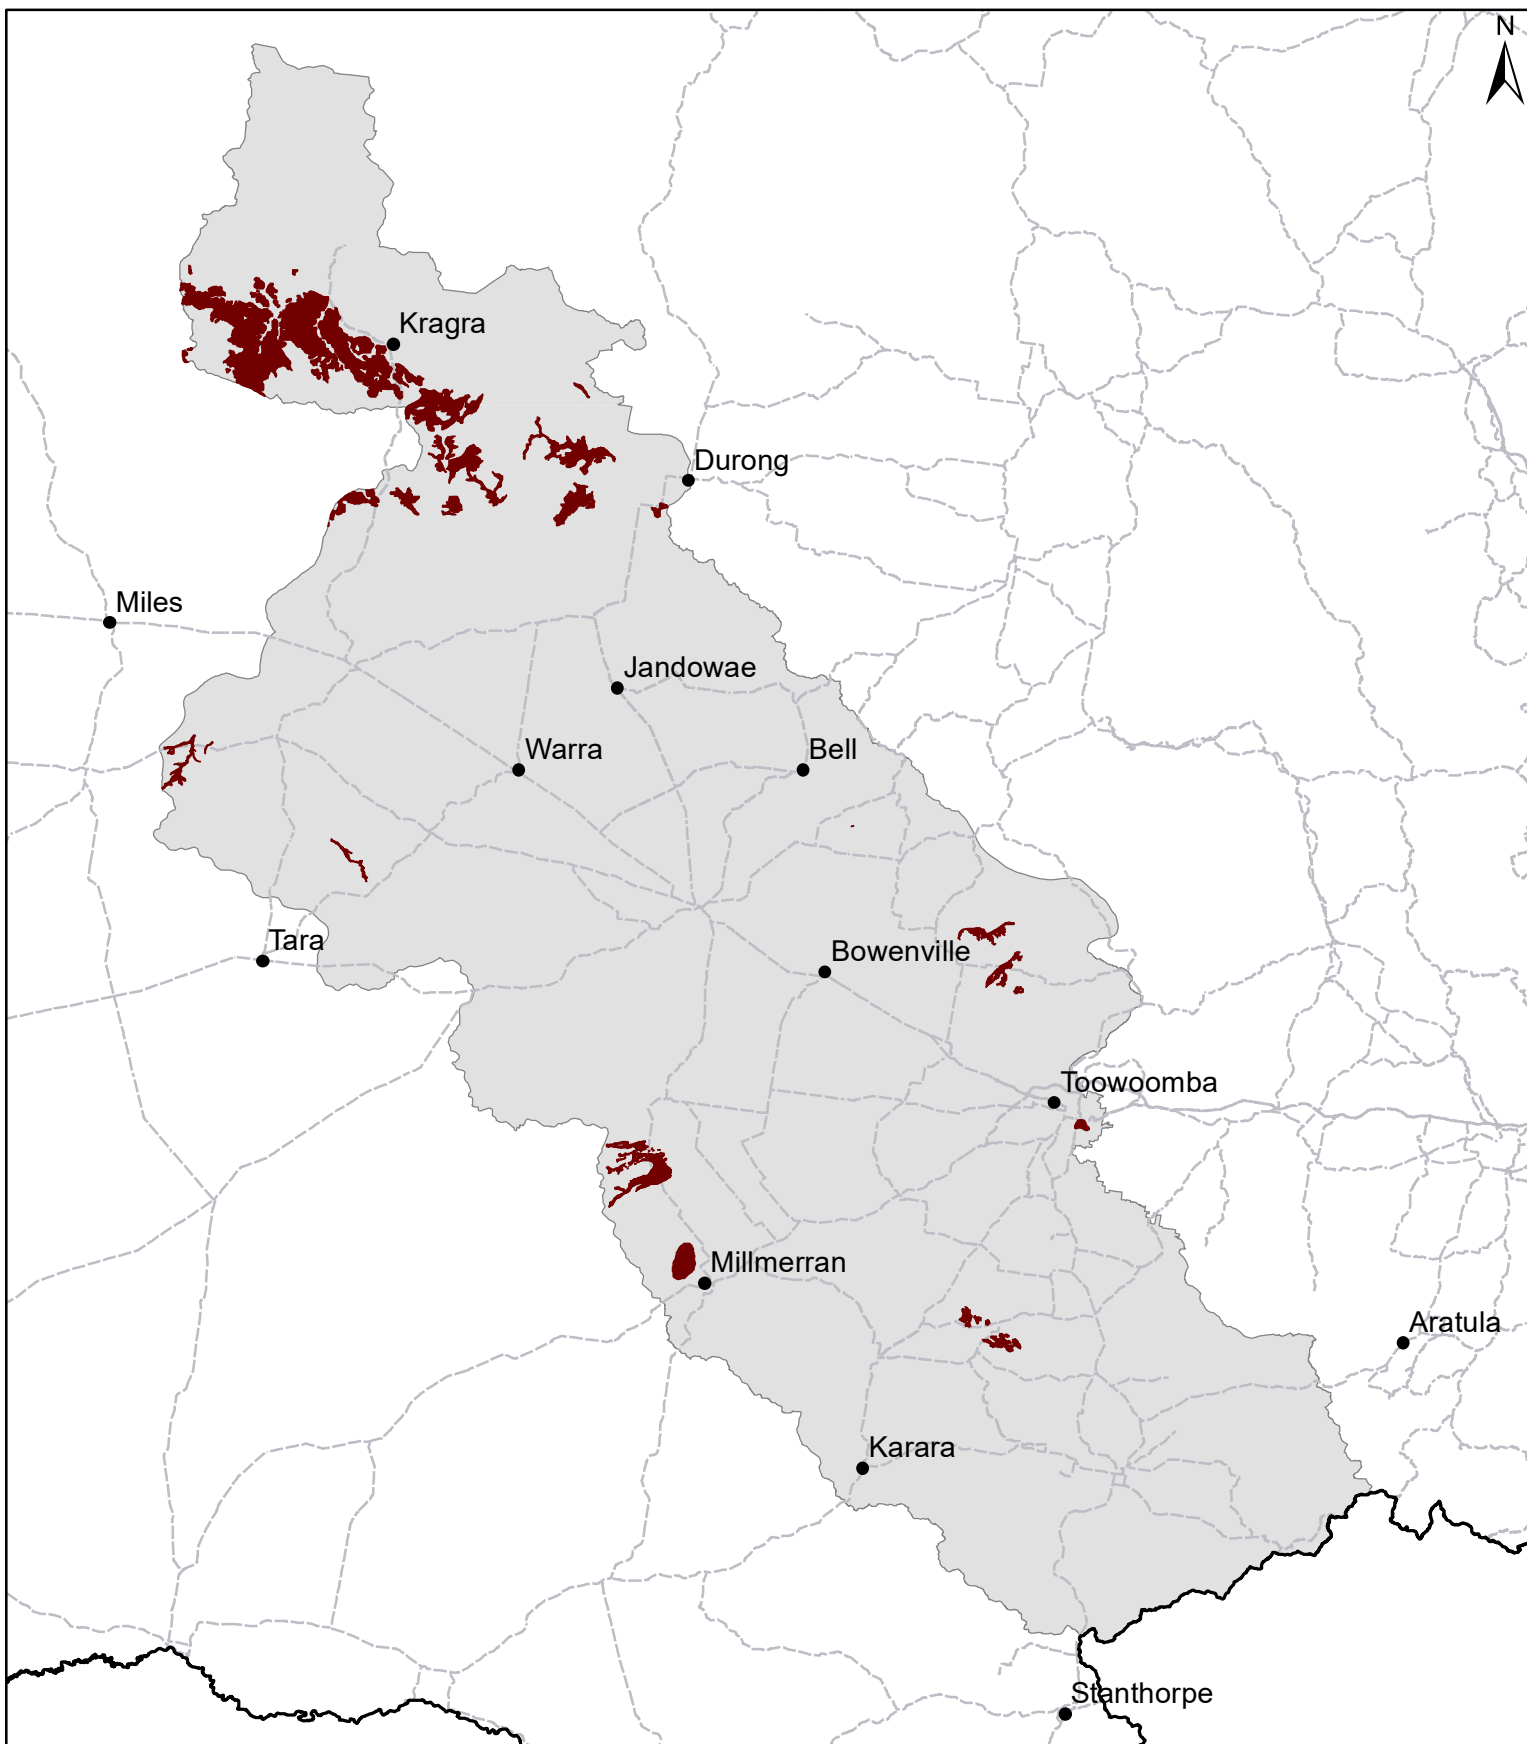 N
Kragra
Durong
Miles
Jandowae
Warra
Bell
Tara
Bowenville
Toowoomba
Millmerran
Aratula
Karara
Stanthorpe